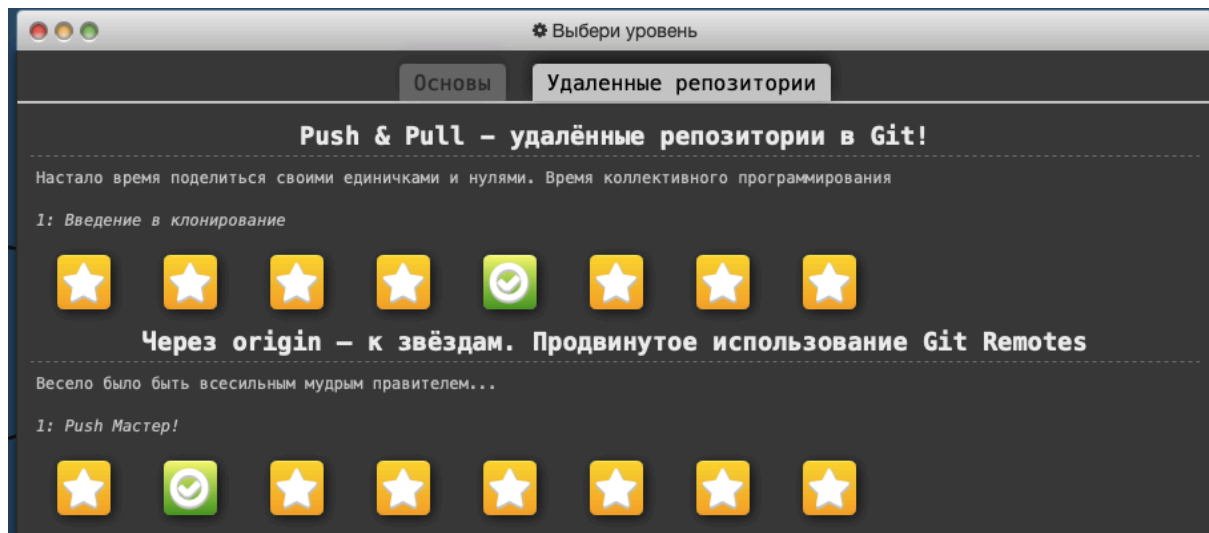 Выбери уровень
Основы
Удаленные репозитории
Push & Pull – удалённые репозитории в Git!
Настало время поделиться своими единичками и нулями. Время коллективного программирования
1: Введение в клонирование
Через origin – к звёздам. Продвинутое использование Git Remotes
Весело было быть всесильным мудрым правителем...
1: Push Мастер!